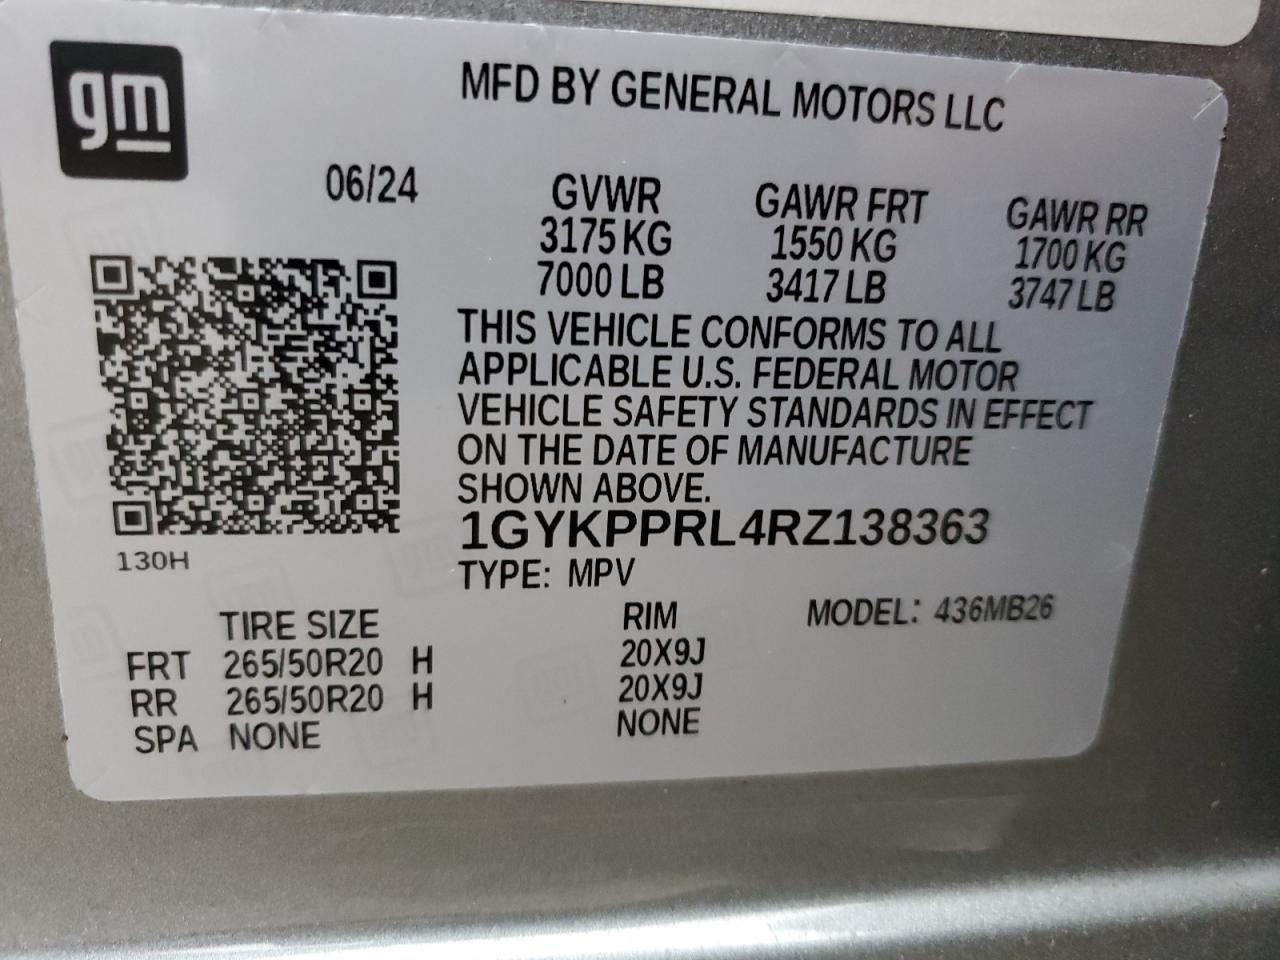 gm
MFD BY GENERAL MOTORS LLC
06/24
GVWR GAWR FRT GAWR RR
3175 KG 1550 KG 1700 KG
7000 LB 3417 LB 3747 LB
THIS VEHICLE CONFORMS TO ALL
APPLICABLE U.S. FEDERAL MOTOR
VEHICLE SAFETY STANDARDS IN EFFECT
ON THE DATE OF MANUFACTURE
SHOWN ABOVE.
1GYKPPRL4RZ138363
130H
TYPE: MPV
TIRE SIZE RIM MODEL: 436MB26
FRT 265/50R20 H 20X9J
RR 265/50R20 H 20X9J
SPA NONE NONE